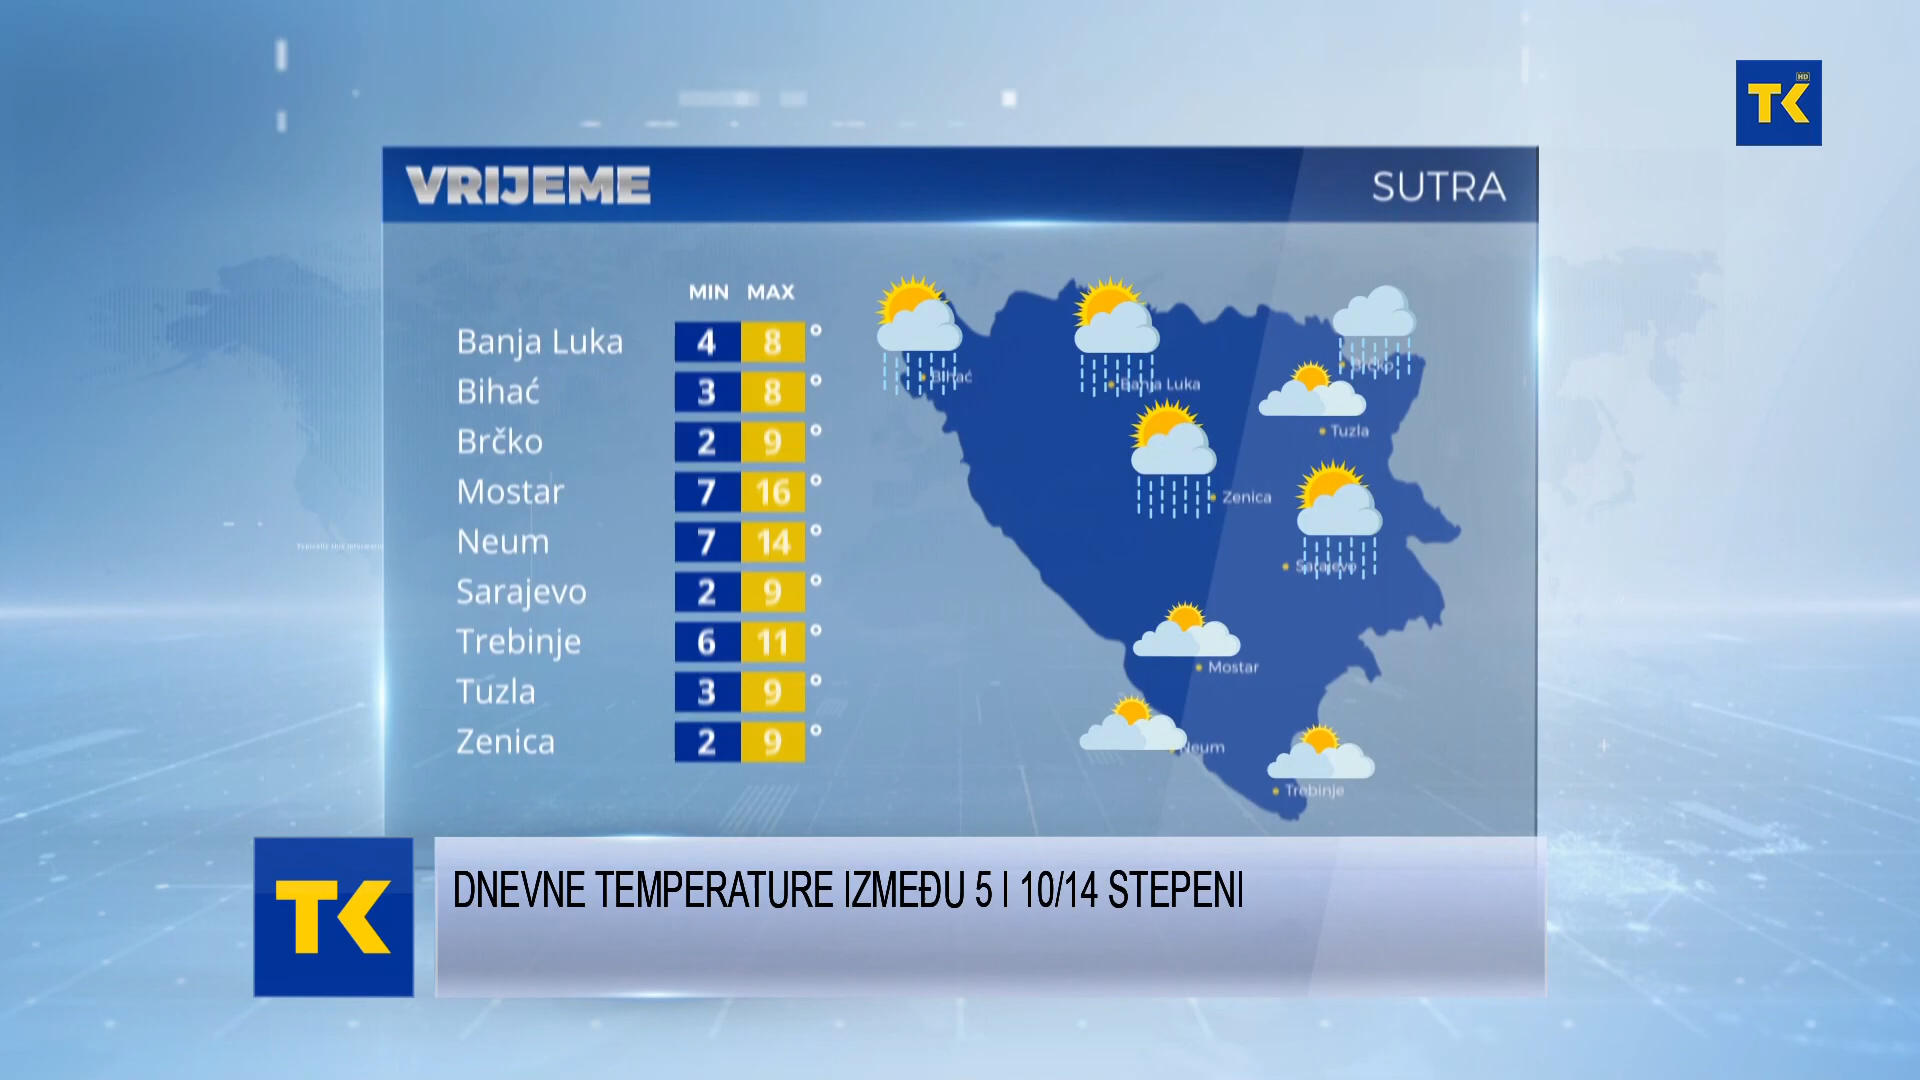 TK HD
VRIJEME
SUTRA
MIN MAX
Banja Luka 4 8 °
Bihać 3 8 °
Brčko 2 9 °
Mostar 7 16 °
Neum 7 14 °
Sarajevo 2 9 °
Trebinje 6 11 °
Tuzla 3 9 °
Zenica 2 9 °
Bihać
Banja Luka
Brčko
Tuzla
Zenica
Sarajevo
Mostar
Neum
Trebinje
TK
DNEVNE TEMPERATURE IZMEĐU 5 I 10/14 STEPENI